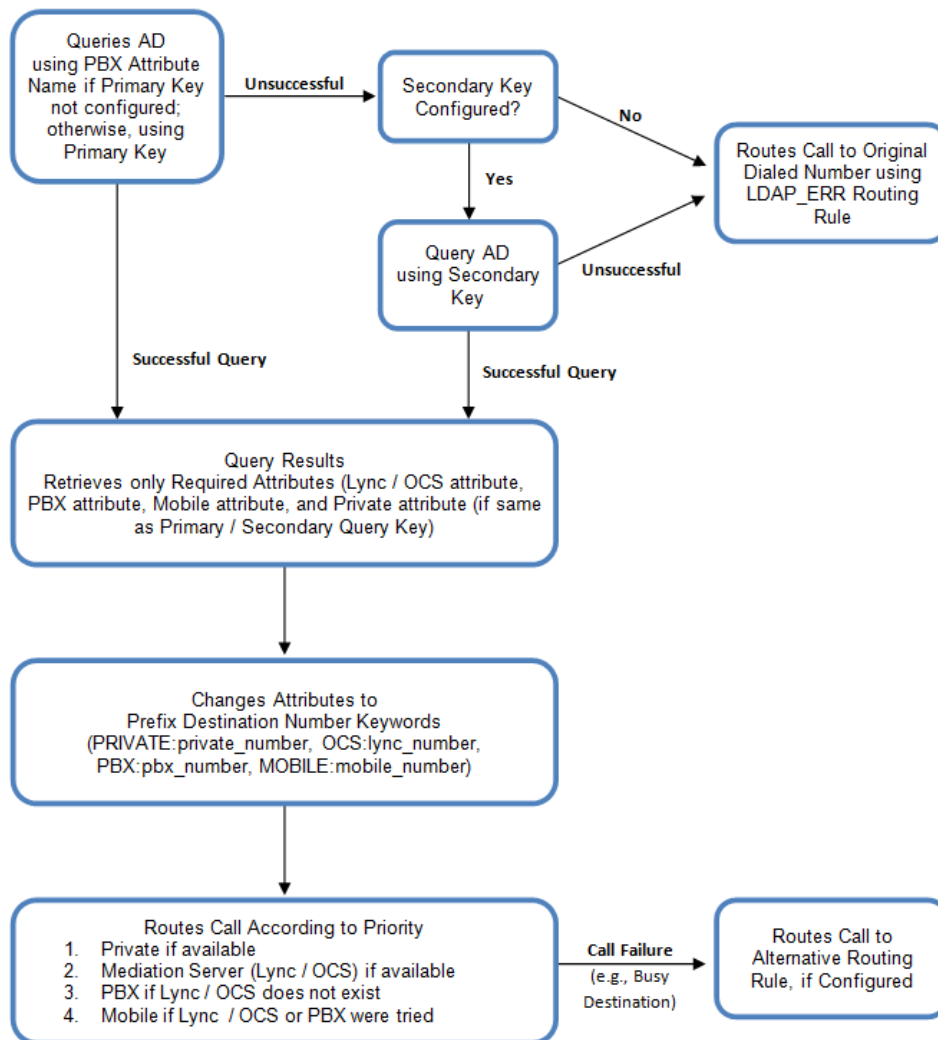 Queries AD
using PBX Attribute
Name if Primary Key
not configured;
otherwise, using
Primary Key
Unsuccessful
Secondary Key
Configured?
No
Routes Call to Original
Dialed Number using
LDAP_ERR Routing
Rule
Yes
Query AD
using Secondary
Key
Unsuccessful
Successful Query
Successful Query
Query Results
Retrieves only Required Attributes (Lync / OCS attribute,
PBX attribute, Mobile attribute, and Private attribute (if same
as Primary / Secondary Query Key)
Changes Attributes to
Prefix Destination Number Keywords
(PRIVATE:private_number, OCS:lync_number,
PBX:pbx_number, MOBILE:mobile_number)
Routes Call According to Priority
1. Private if available
2. Mediation Server (Lync / OCS) if available
3. PBX if Lync / OCS does not exist
4. Mobile if Lync / OCS or PBX were tried
Call Failure
(e.g., Busy
Destination)
Routes Call to
Alternative Routing
Rule, if Configured